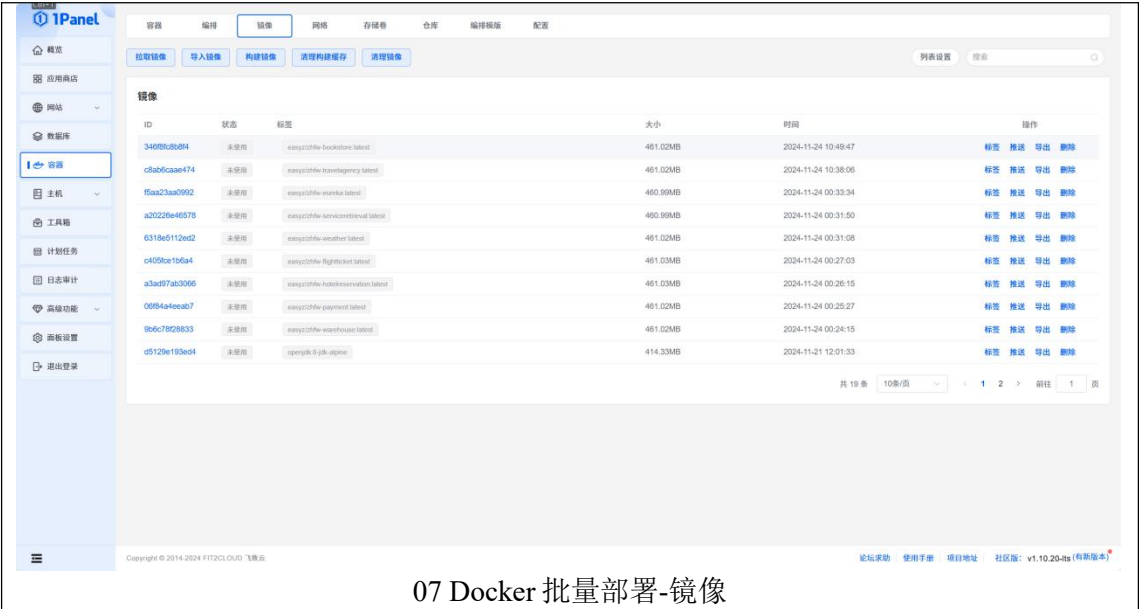 1Panel
容器 编排 镜像 网络 存储卷 仓库 编排模版 配置
概览
拉取镜像 导入镜像 构建镜像 清理构建缓存 清理镜像 列表设置 搜索
应用商店
镜像
网站
ID 状态 标签 大小 时间 操作
数据库
346f8fc8b8f4 未使用 easyz/zhfw-bookstore:latest 461.02MB 2024-11-24 10:49:47 标签 推送 导出 删除
容器
c8ab6caae474 未使用 easyz/zhfw-travelagency:latest 461.02MB 2024-11-24 10:38:06 标签 推送 导出 删除
主机
f5aa23aa0992 未使用 easyz/zhfw-eureka:latest 460.99MB 2024-11-24 00:33:34 标签 推送 导出 删除
a20226e46578 未使用 easyz/zhfw-serviceretrieval:latest 460.99MB 2024-11-24 00:31:50 标签 推送 导出 删除
工具箱
6318e5112ed2 未使用 easyz/zhfw-weather:latest 461.02MB 2024-11-24 00:31:08 标签 推送 导出 删除
计划任务
c405fce1b6a4 未使用 easyz/zhfw-flightticket:latest 461.03MB 2024-11-24 00:27:03 标签 推送 导出 删除
日志审计
a3ad97ab3066 未使用 easyz/zhfw-hotelreservation:latest 461.03MB 2024-11-24 00:26:15 标签 推送 导出 删除
高级功能
06f84a4eeab7 未使用 easyz/zhfw-payment:latest 461.02MB 2024-11-24 00:25:27 标签 推送 导出 删除
面板设置
9b6c78f28833 未使用 easyz/zhfw-warehouse:latest 461.02MB 2024-11-24 00:24:15 标签 推送 导出 删除
d5129e193ed4 未使用 openjdk:8-jdk-alpine 414.33MB 2024-11-21 12:01:33 标签 推送 导出 删除
退出登录
共 19 条 10条/页 1 2 前往 1 页
Copyright © 2014-2024 FIT2CLOUD 飞致云 论坛求助 使用手册 项目地址 社区版: v1.10.20-lts (有新版本)
07 Docker 批量部署-镜像